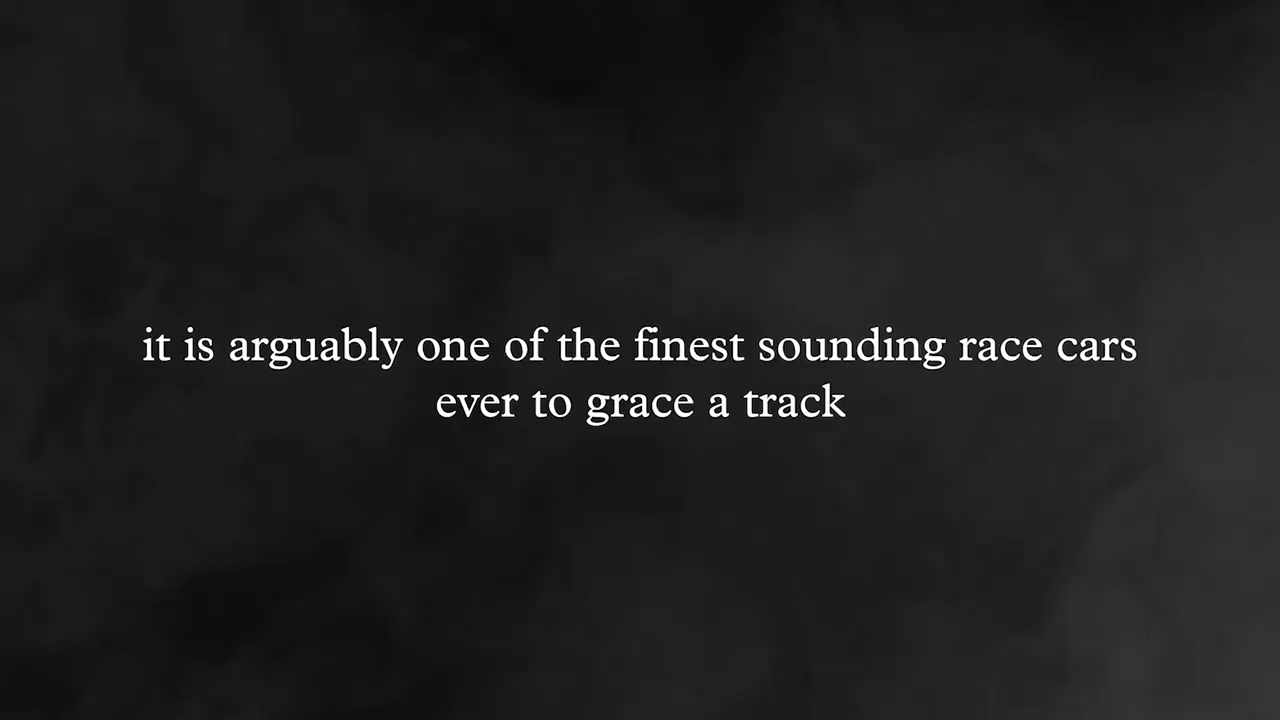 it is arguably one of the finest sounding race cars
ever to grace a track